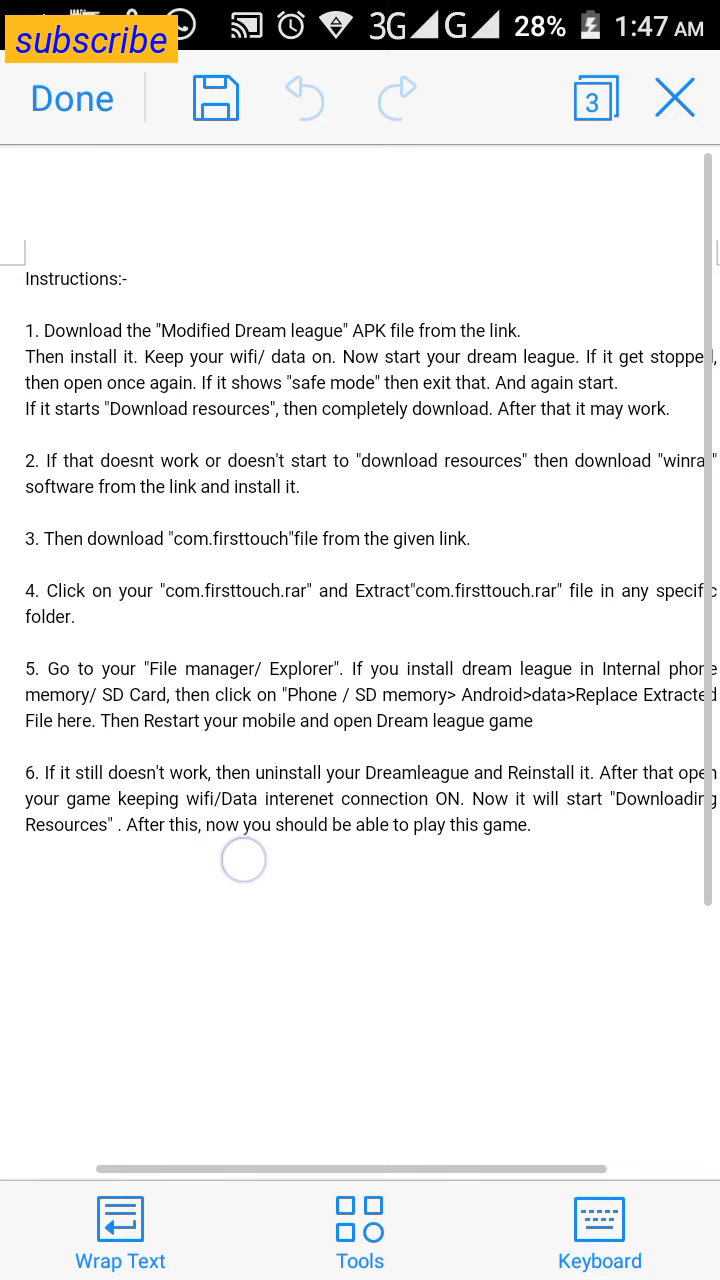 subscribe
3G G 28% 1:47 AM
Done
3
Instructions:-
1. Download the "Modified Dream league" APK file from the link.
Then install it. Keep your wifi/ data on. Now start your dream league. If it get stopped,
then open once again. If it shows "safe mode" then exit that. And again start.
If it starts "Download resources", then completely download. After that it may work.
2. If that doesnt work or doesn't start to "download resources" then download "winrar"
software from the link and install it.
3. Then download "com.firsttouch"file from the given link.
4. Click on your "com.firsttouch.rar" and Extract"com.firsttouch.rar" file in any specific
folder.
5. Go to your "File manager/ Explorer". If you install dream league in Internal phone
memory/ SD Card, then click on "Phone / SD memory> Android>data>Replace Extracted
File here. Then Restart your mobile and open Dream league game
6. If it still doesn't work, then uninstall your Dreamleague and Reinstall it. After that open
your game keeping wifi/Data interenet connection ON. Now it will start "Downloading
Resources" . After this, now you should be able to play this game.
Wrap Text
Tools
Keyboard